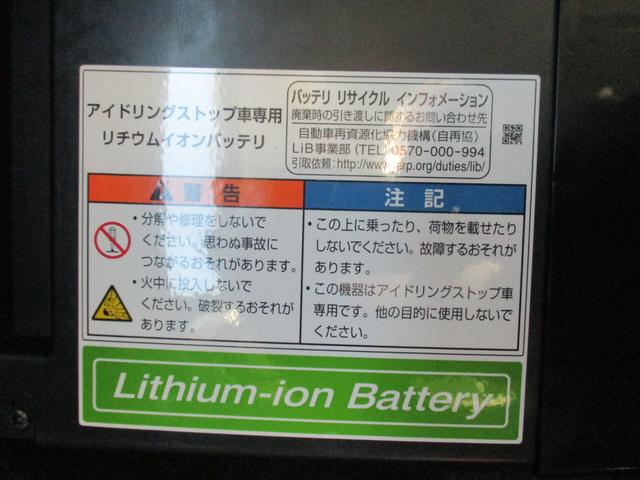 アイドリングストップ車専用
リチウムイオンバッテリ
バッテリ リサイクル インフォメーション
廃棄時の引き渡しに関するお問い合わせ先
自動車再資源化協力機構(自再協)
LiB事業部 (TEL) 0570-000-994
引取依頼:http://www.jarp.org/duties/lib/
警告
・分解や修理をしないで
ください。思わぬ事故に
つながるおそれがあります。
・火中に投入しないで
ください。破裂するおそれが
あります。
注記
・この上に乗ったり、荷物を載せたり
しないでください。故障するおそれが
あります。
・この機器はアイドリングストップ車
専用です。他の目的に使用しないで
ください。
Lithium-ion Battery